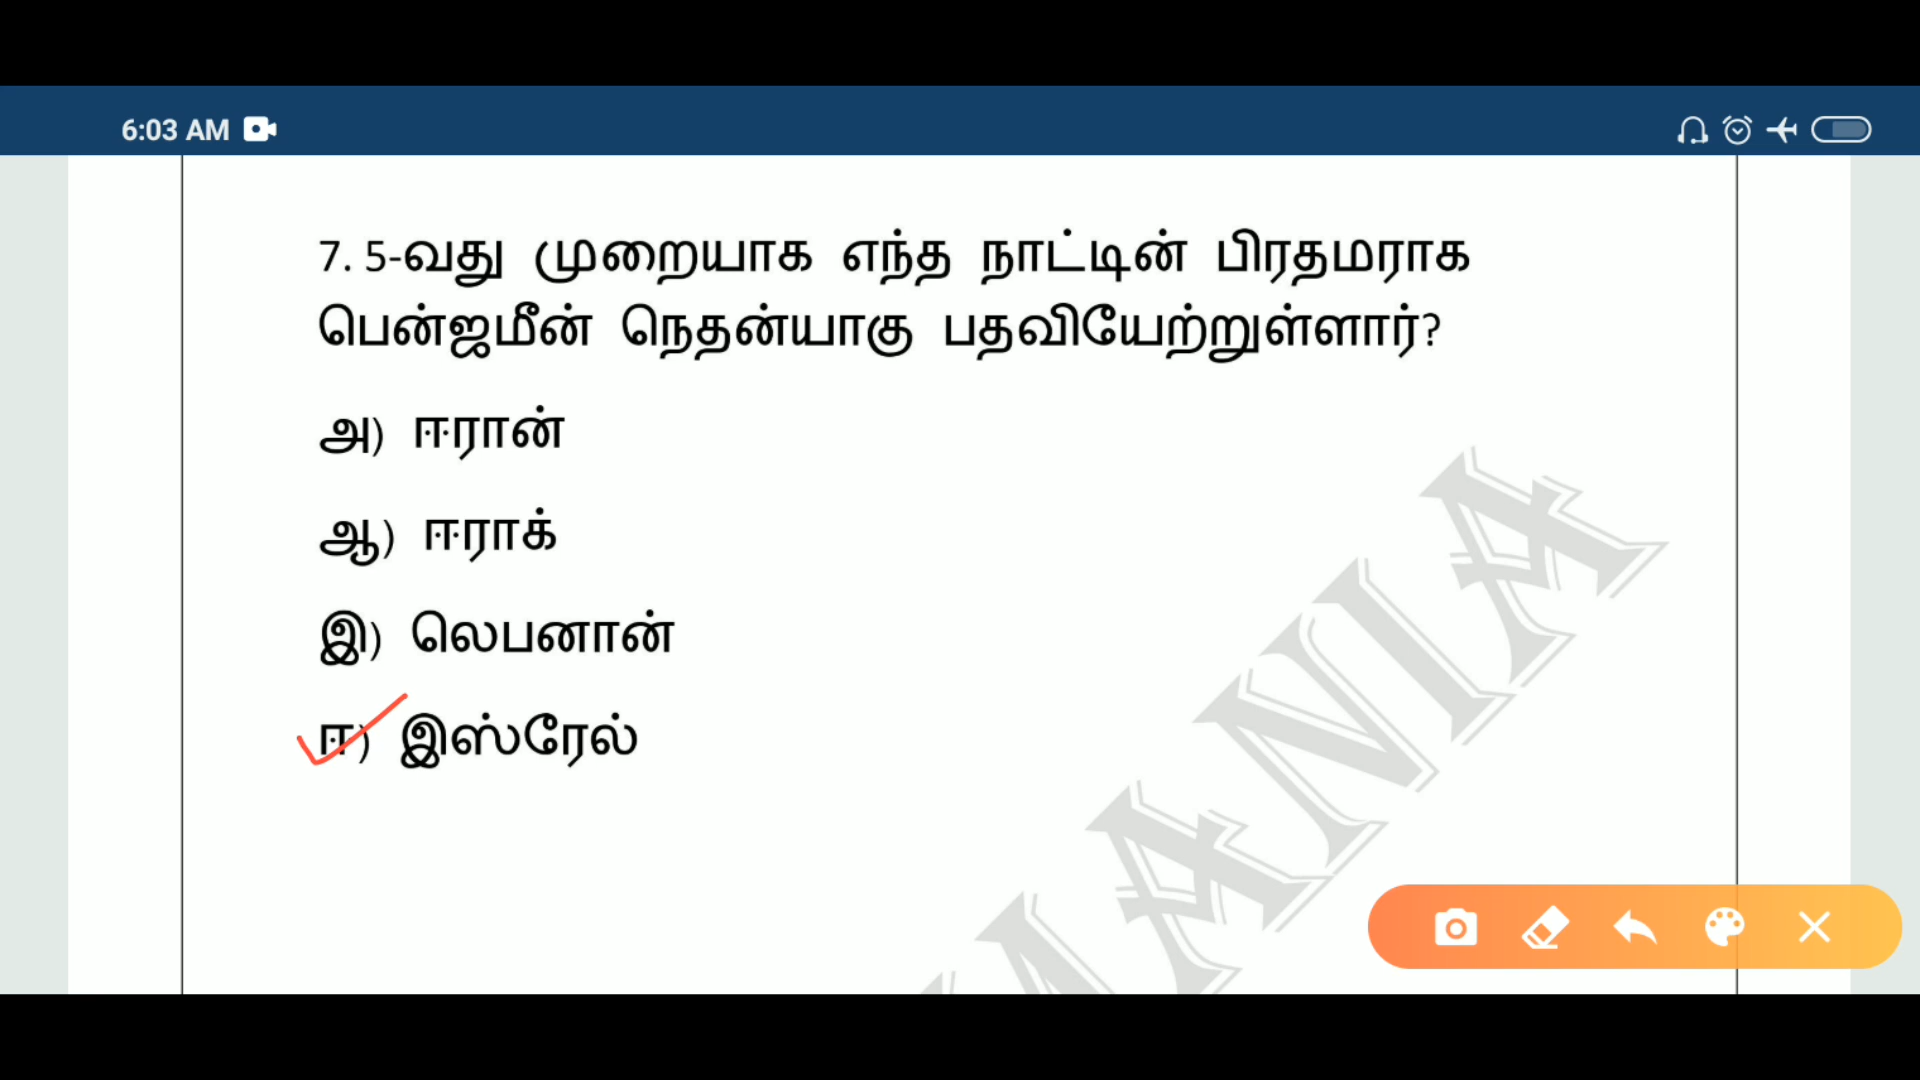 6:03 AM
7. 5-வது முறையாக எந்த நாட்டின் பிரதமராக
பென்ஜமீன் நெதன்யாகு பதவியேற்றுள்ளார்?
அ) ஈரான்
ஆ) ஈராக்
இ) லெபனான்
ஈ) இஸ்ரேல்